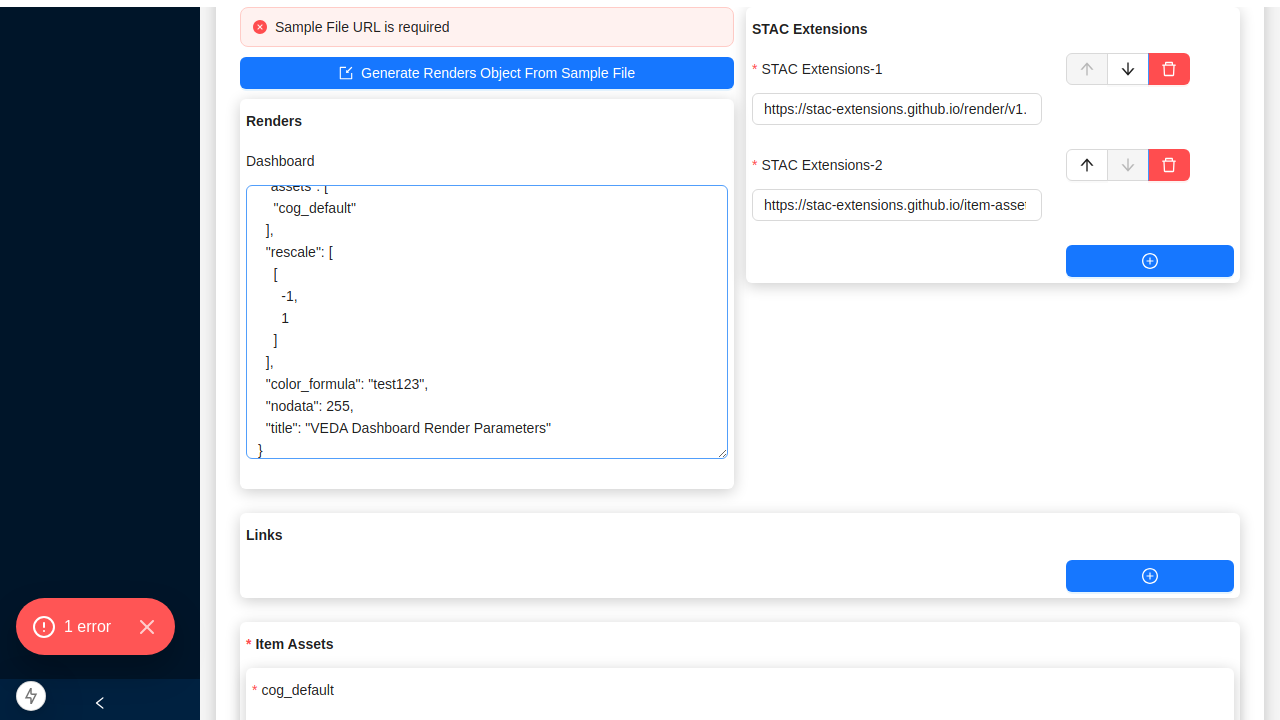 Sample File URL is required
Generate Renders Object From Sample File
Renders
Dashboard
"assets": [
"cog_default"
],
"rescale": [
[
-1,
1
]
],
"color_formula": "test123",
"nodata": 255,
"title": "VEDA Dashboard Render Parameters"
}
STAC Extensions
* STAC Extensions-1
https://stac-extensions.github.io/render/v1.
* STAC Extensions-2
https://stac-extensions.github.io/item-asset
Links
* Item Assets
* cog_default
1 error